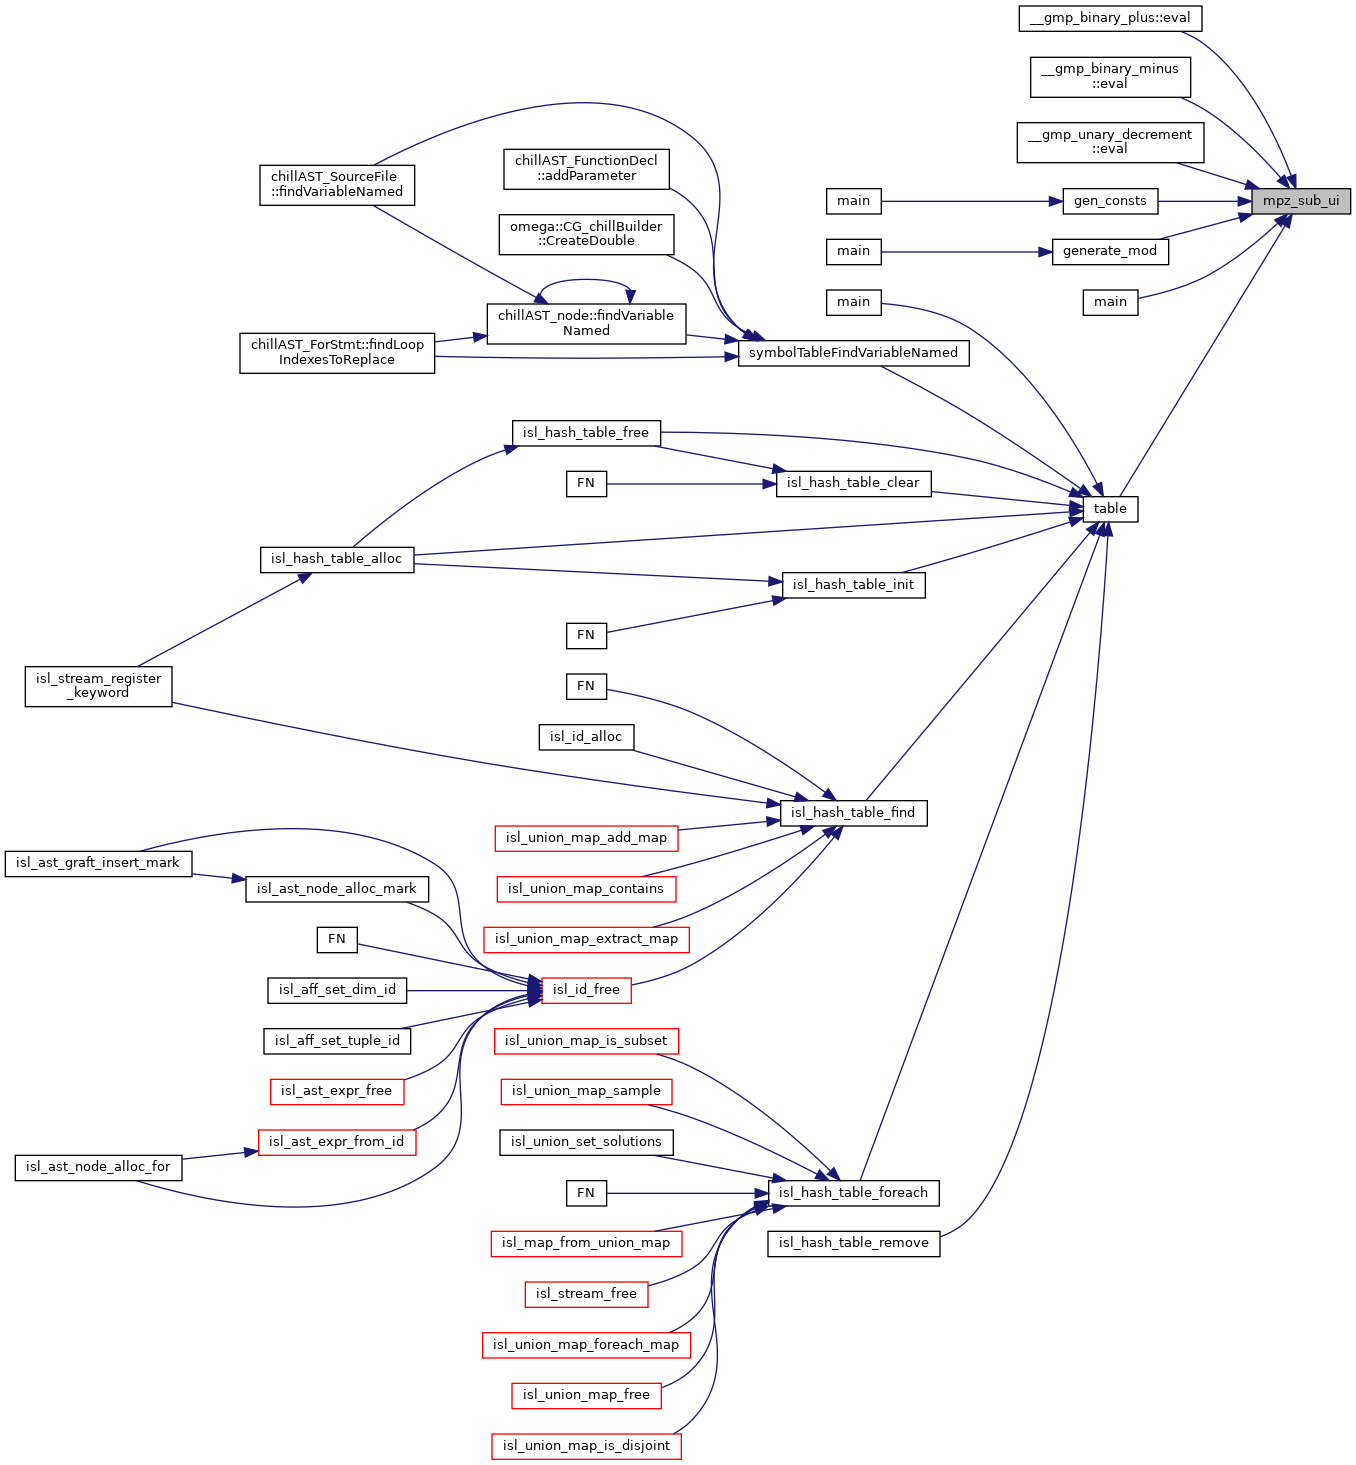 __gmp_binary_plus::eval
__gmp_binary_minus
::eval
__gmp_unary_decrement
::eval
mpz_sub_ui
main
gen_consts
main
generate_mod
main
main
chillAST_SourceFile
::findVariableNamed
chillAST_FunctionDecl
::addParameter
omega::CG_chillBuilder
::CreateDouble
chillAST_node::findVariable
Named
chillAST_ForStmt::findLoop
IndexesToReplace
symbolTableFindVariableNamed
isl_hash_table_free
FN
isl_hash_table_clear
table
isl_hash_table_alloc
isl_hash_table_init
FN
isl_stream_register
_keyword
FN
isl_id_alloc
isl_hash_table_find
isl_union_map_add_map
isl_ast_graft_insert_mark
isl_ast_node_alloc_mark
isl_union_map_contains
isl_union_map_extract_map
FN
isl_aff_set_dim_id
isl_id_free
isl_aff_set_tuple_id
isl_union_map_is_subset
isl_ast_expr_free
isl_union_map_sample
isl_ast_expr_from_id
isl_union_set_solutions
isl_ast_node_alloc_for
FN
isl_hash_table_foreach
isl_map_from_union_map
isl_hash_table_remove
isl_stream_free
isl_union_map_foreach_map
isl_union_map_free
isl_union_map_is_disjoint